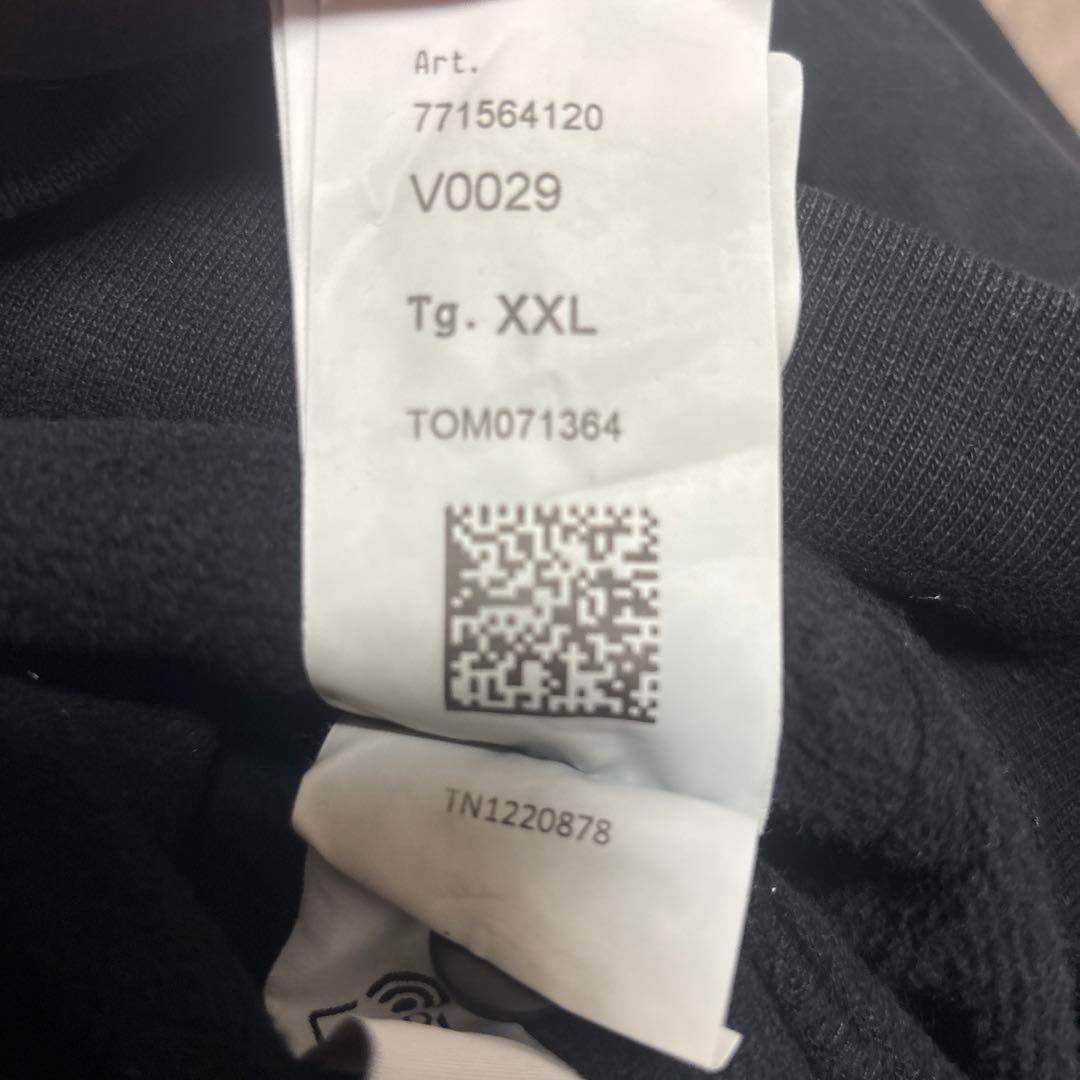 Art.
771564120
V0029
Tg. XXL
TOM071364
TN1220878